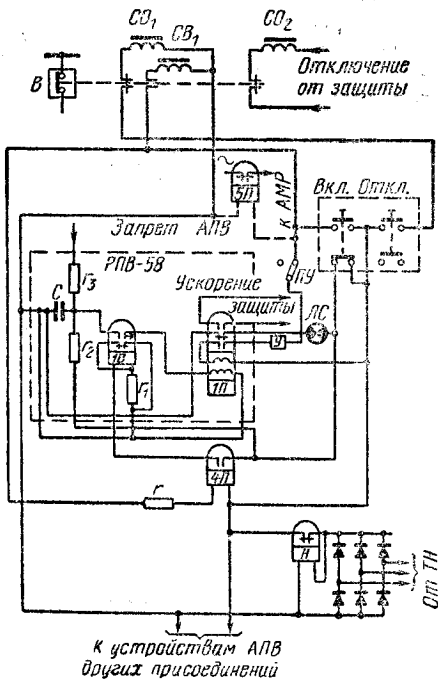 СО₁
СВ₁
СО₂
В
Отключение
от защиты
5П
к АМР
Вкл. Откл.
Запрет АПВ
РПВ-58
ПУ
Ускорение
защиты
r₃
С
r₂
r₁
1В
1П
У
ЛС
4П
r
Н
От ТН
К устройствам АПВ
других присоединений